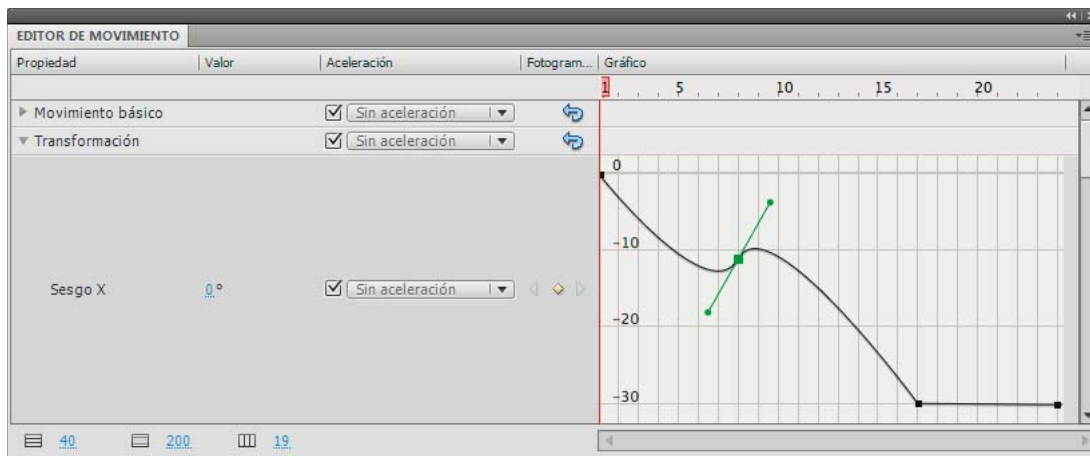 EDITOR DE MOVIMIENTO
Propiedad Valor Aceleración Fotogram... Gráfico
1 5 10 15 20
Movimiento básico Sin aceleración
Transformación Sin aceleración
0
-10
Sesgo X 0° Sin aceleración
-20
-30
40 200 19